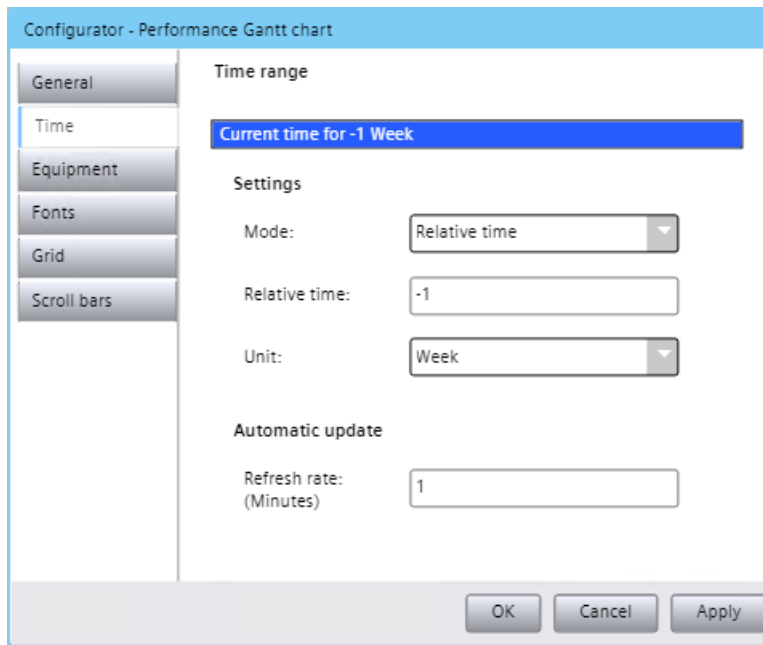 Configurator - Performance Gantt chart
General
Time
Equipment
Fonts
Grid
Scroll bars
Time range
Current time for -1 Week
Settings
Mode: Relative time
Relative time: -1
Unit: Week
Automatic update
Refresh rate: 1
(Minutes)
OK Cancel Apply